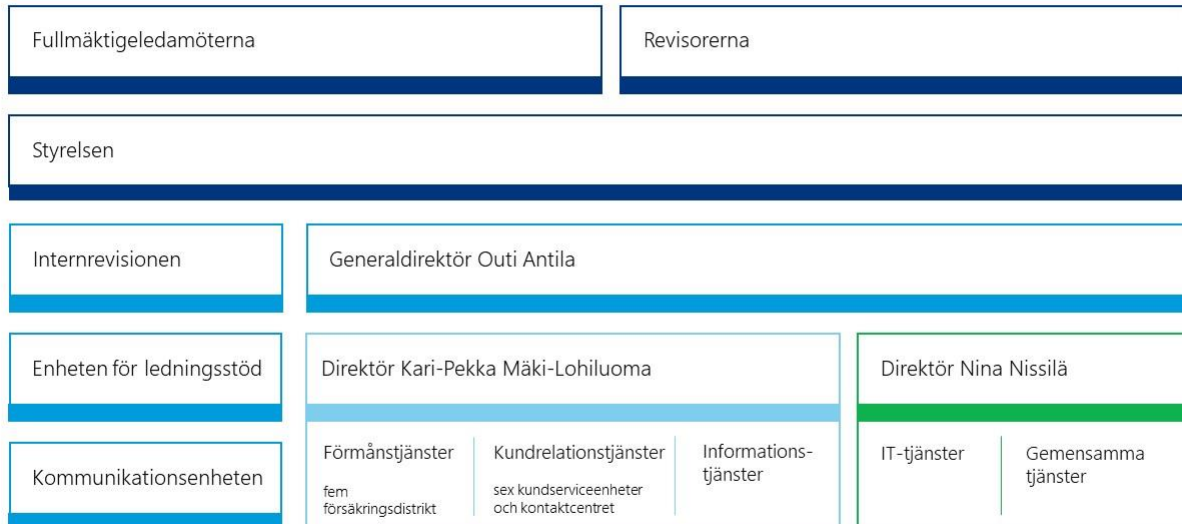 Fullmäktigeledamöterna
Revisorerna
Styrelsen
Internrevisionen
Generaldirektör Outi Antila
Enheten för ledningsstöd
Direktör Kari-Pekka Mäki-Lohiluoma
Direktör Nina Nissilä
Kommunikationsenheten
Förmånstjänster
fem
försäkringsdistrikt
Kundrelationstjänster
sex kundserviceenheter
och kontaktcentret
Informations-
tjänster
IT-tjänster
Gemensamma
tjänster